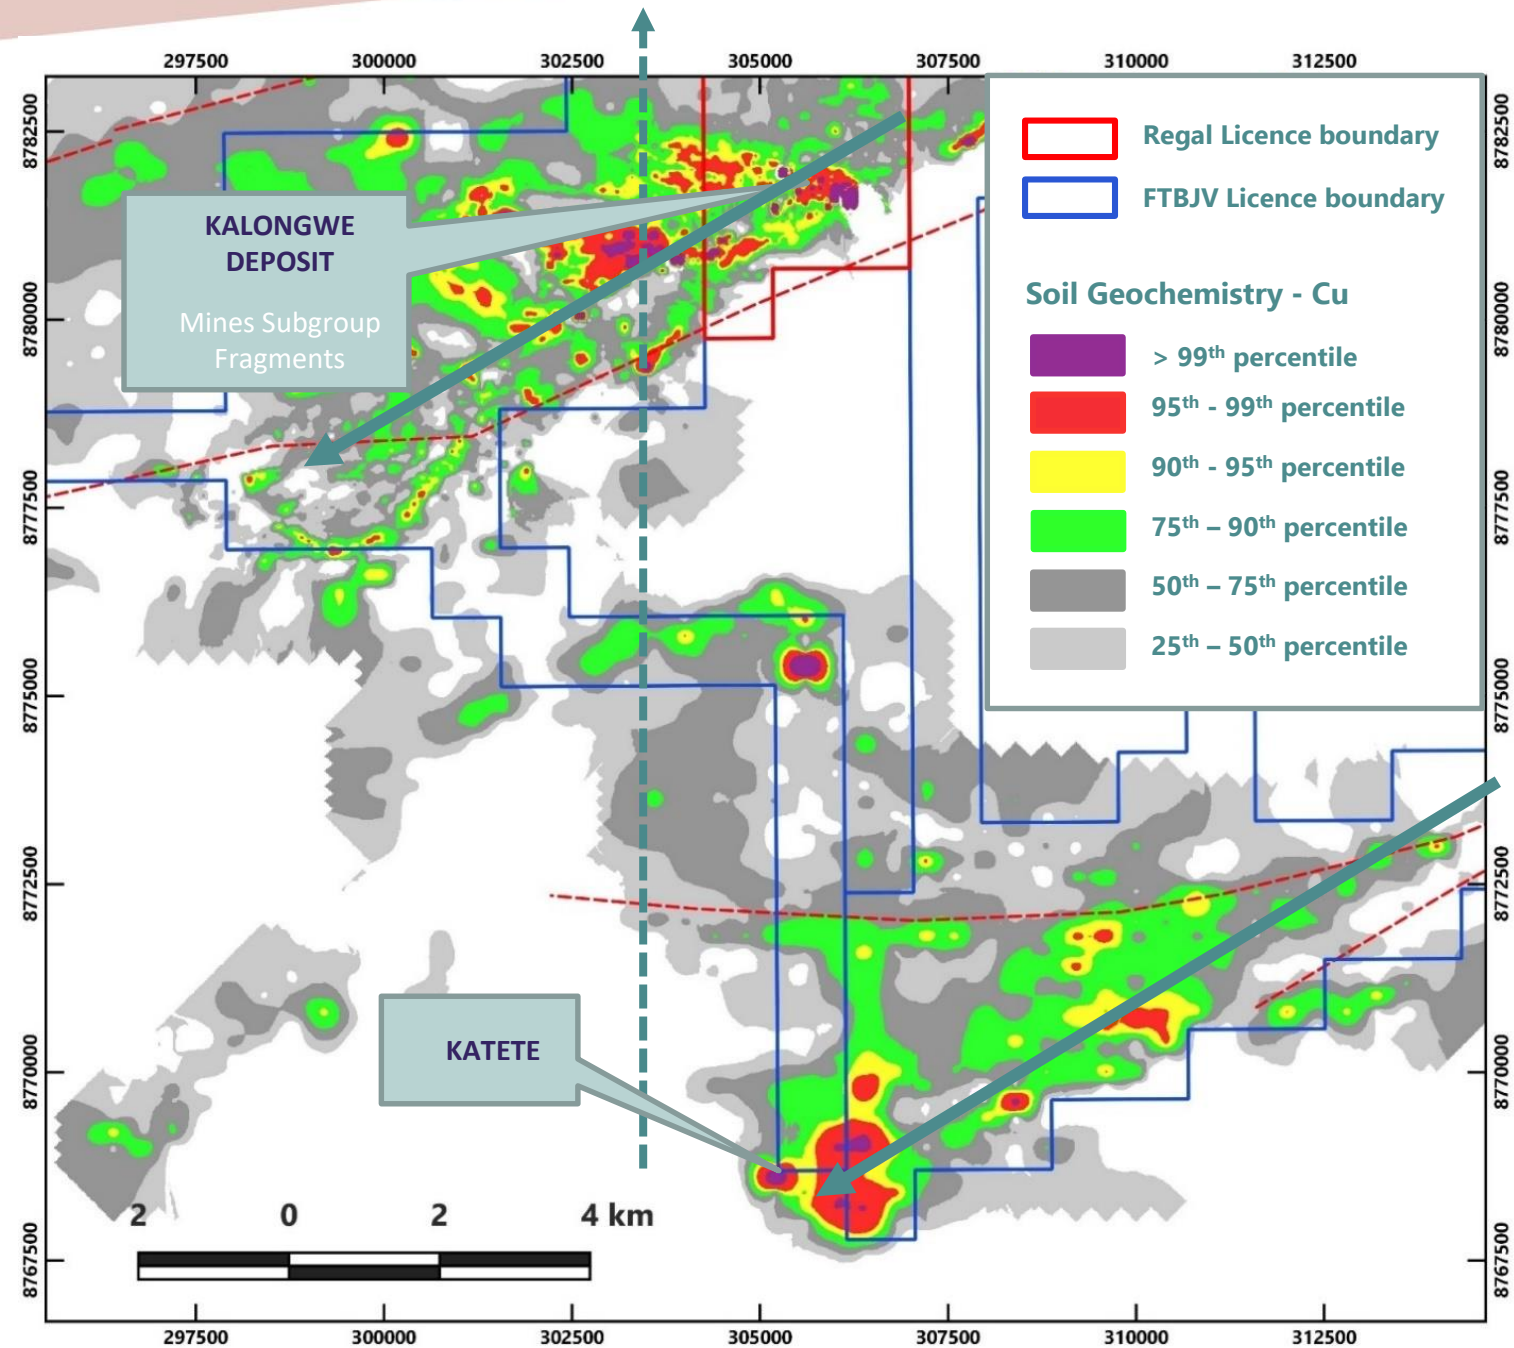 297500 300000 302500 305000 307500 310000 312500
8782500
8780000
8777500
8775000
8772500
8770000
8767500
KALONGWE
DEPOSIT
Mines Subgroup
Fragments
KATETE
2 0 2 4 km
Regal Licence boundary
FTBJV Licence boundary
Soil Geochemistry - Cu
> 99th percentile
95th - 99th percentile
90th - 95th percentile
75th – 90th percentile
50th – 75th percentile
25th – 50th percentile
8782500
8780000
8777500
8775000
8772500
8770000
8767500
297500 300000 302500 305000 307500 310000 312500